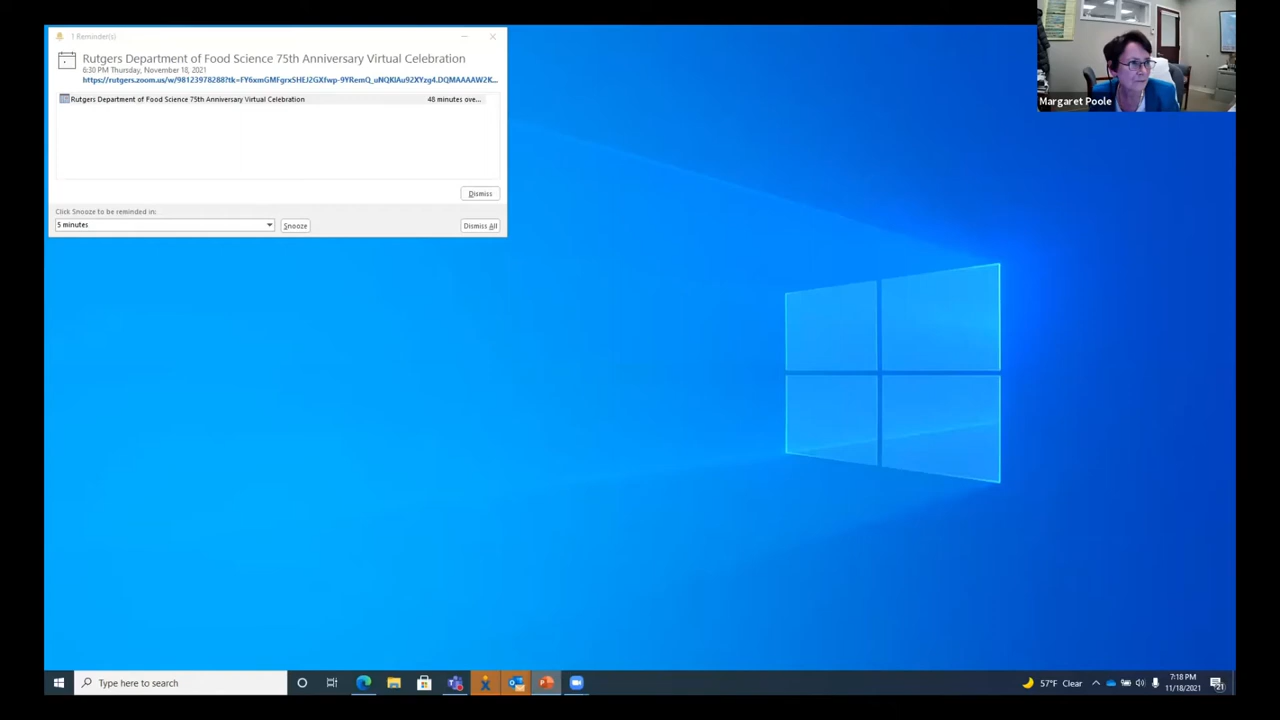 1 Reminder(s)
Rutgers Department of Food Science 75th Anniversary Virtual Celebration
6:30 PM Thursday, November 18, 2021
Rutgers Department of Food Science 75th Anniversary Virtual Celebration 48 minutes ove...
Dismiss
Click Snooze to be reminded in:
5 minutes
Snooze
Dismiss All
Margaret Poole
Type here to search
57°F Clear
7:18 PM
11/18/2021
21